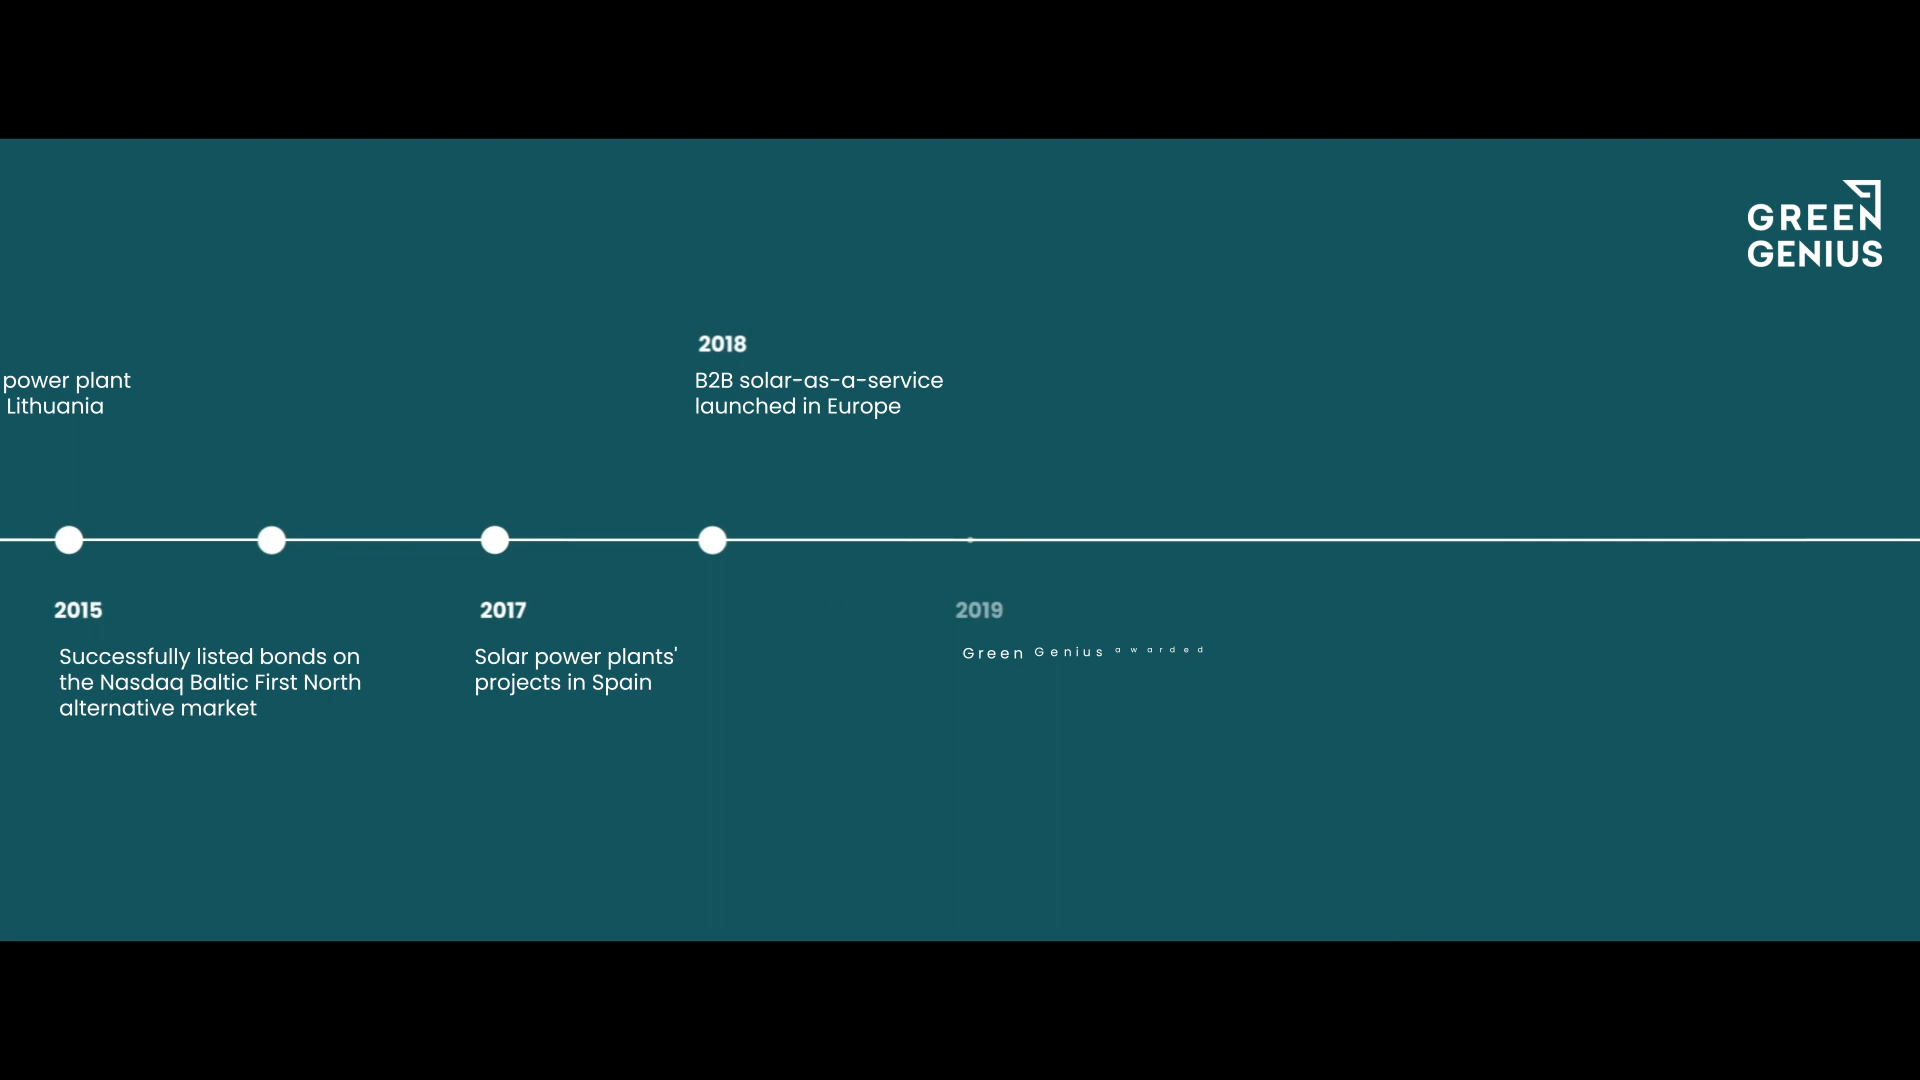 GREEN
GENIUS
power plant
Lithuania
2018
B2B solar-as-a-service
launched in Europe
2015
Successfully listed bonds on
the Nasdaq Baltic First North
alternative market
2017
Solar power plants'
projects in Spain
2019
Green Genius awarded